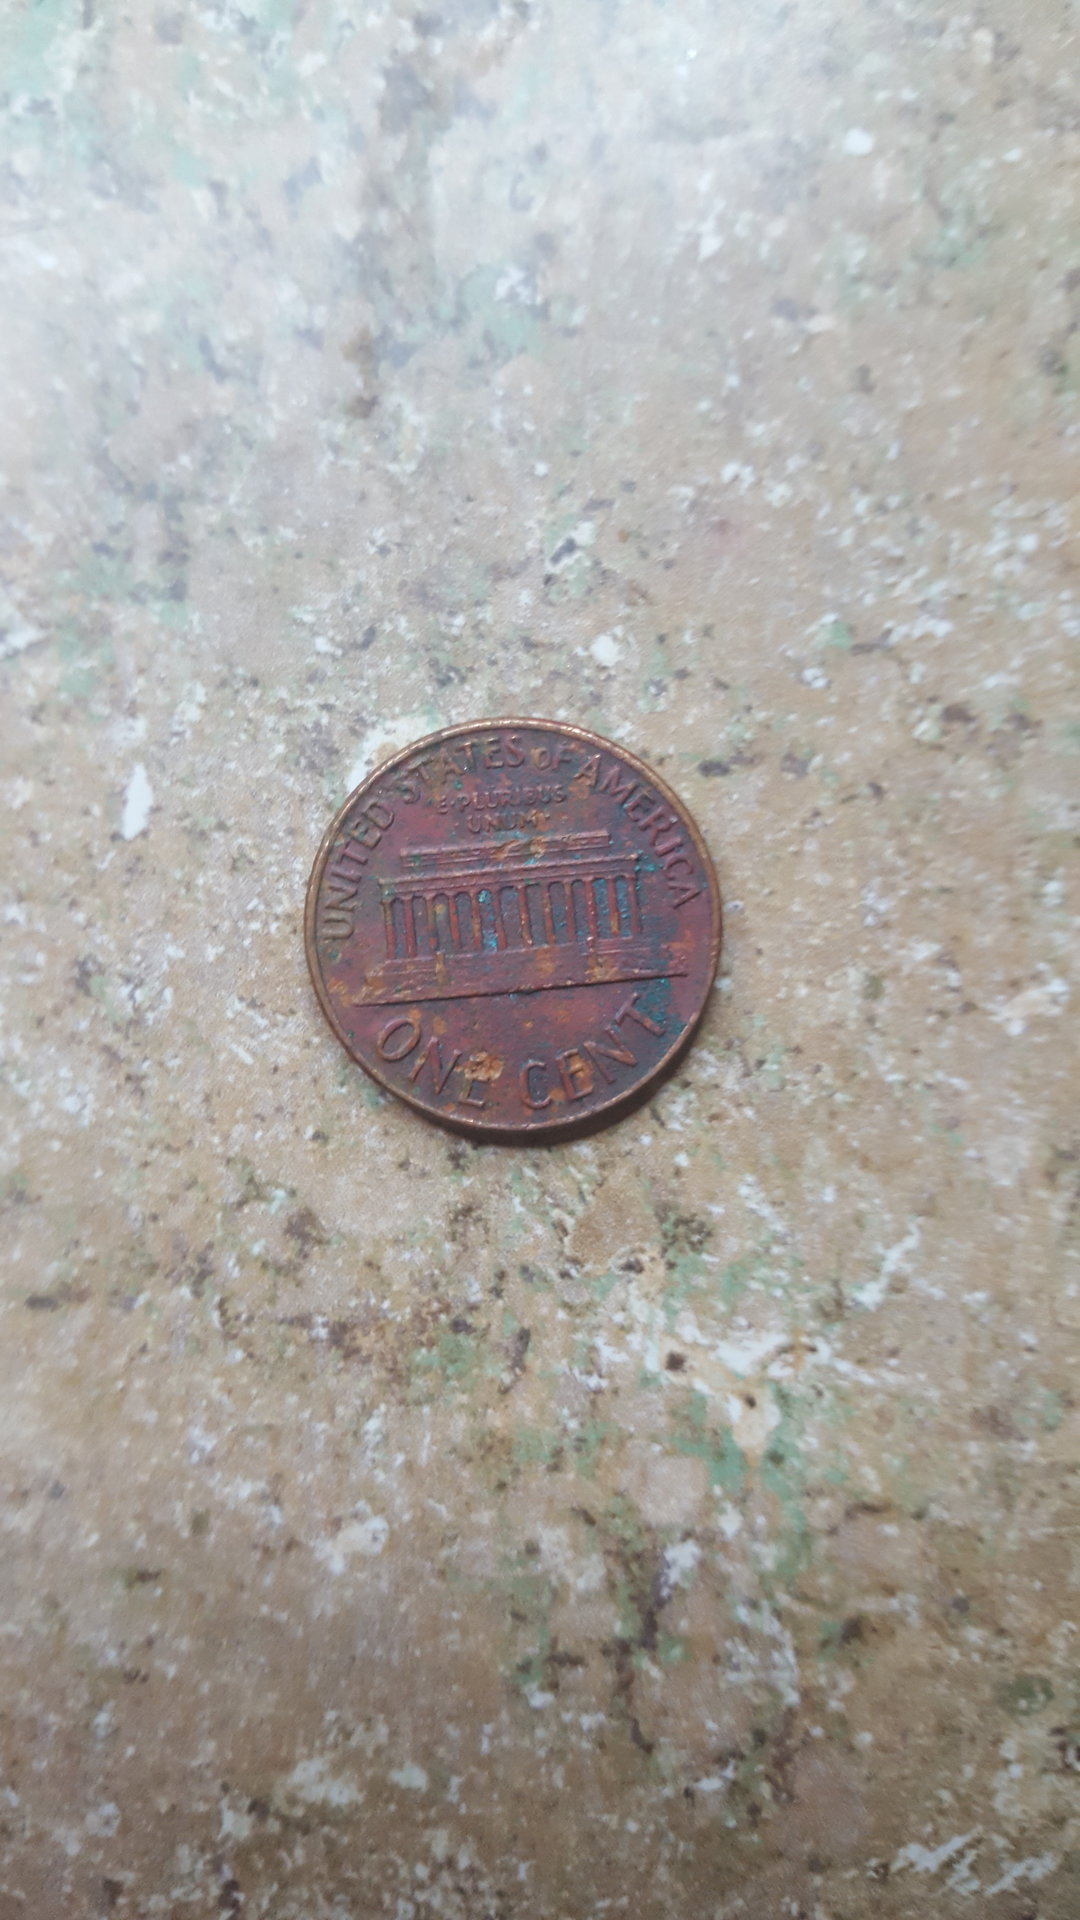 UNITED STATES OF AMERICA
E·PLURIBUS
UNUM
ONE CENT